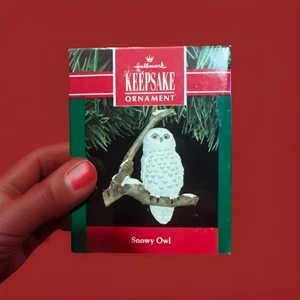 Hallmark
KEEPSAKE
ORNAMENT
Snowy Owl